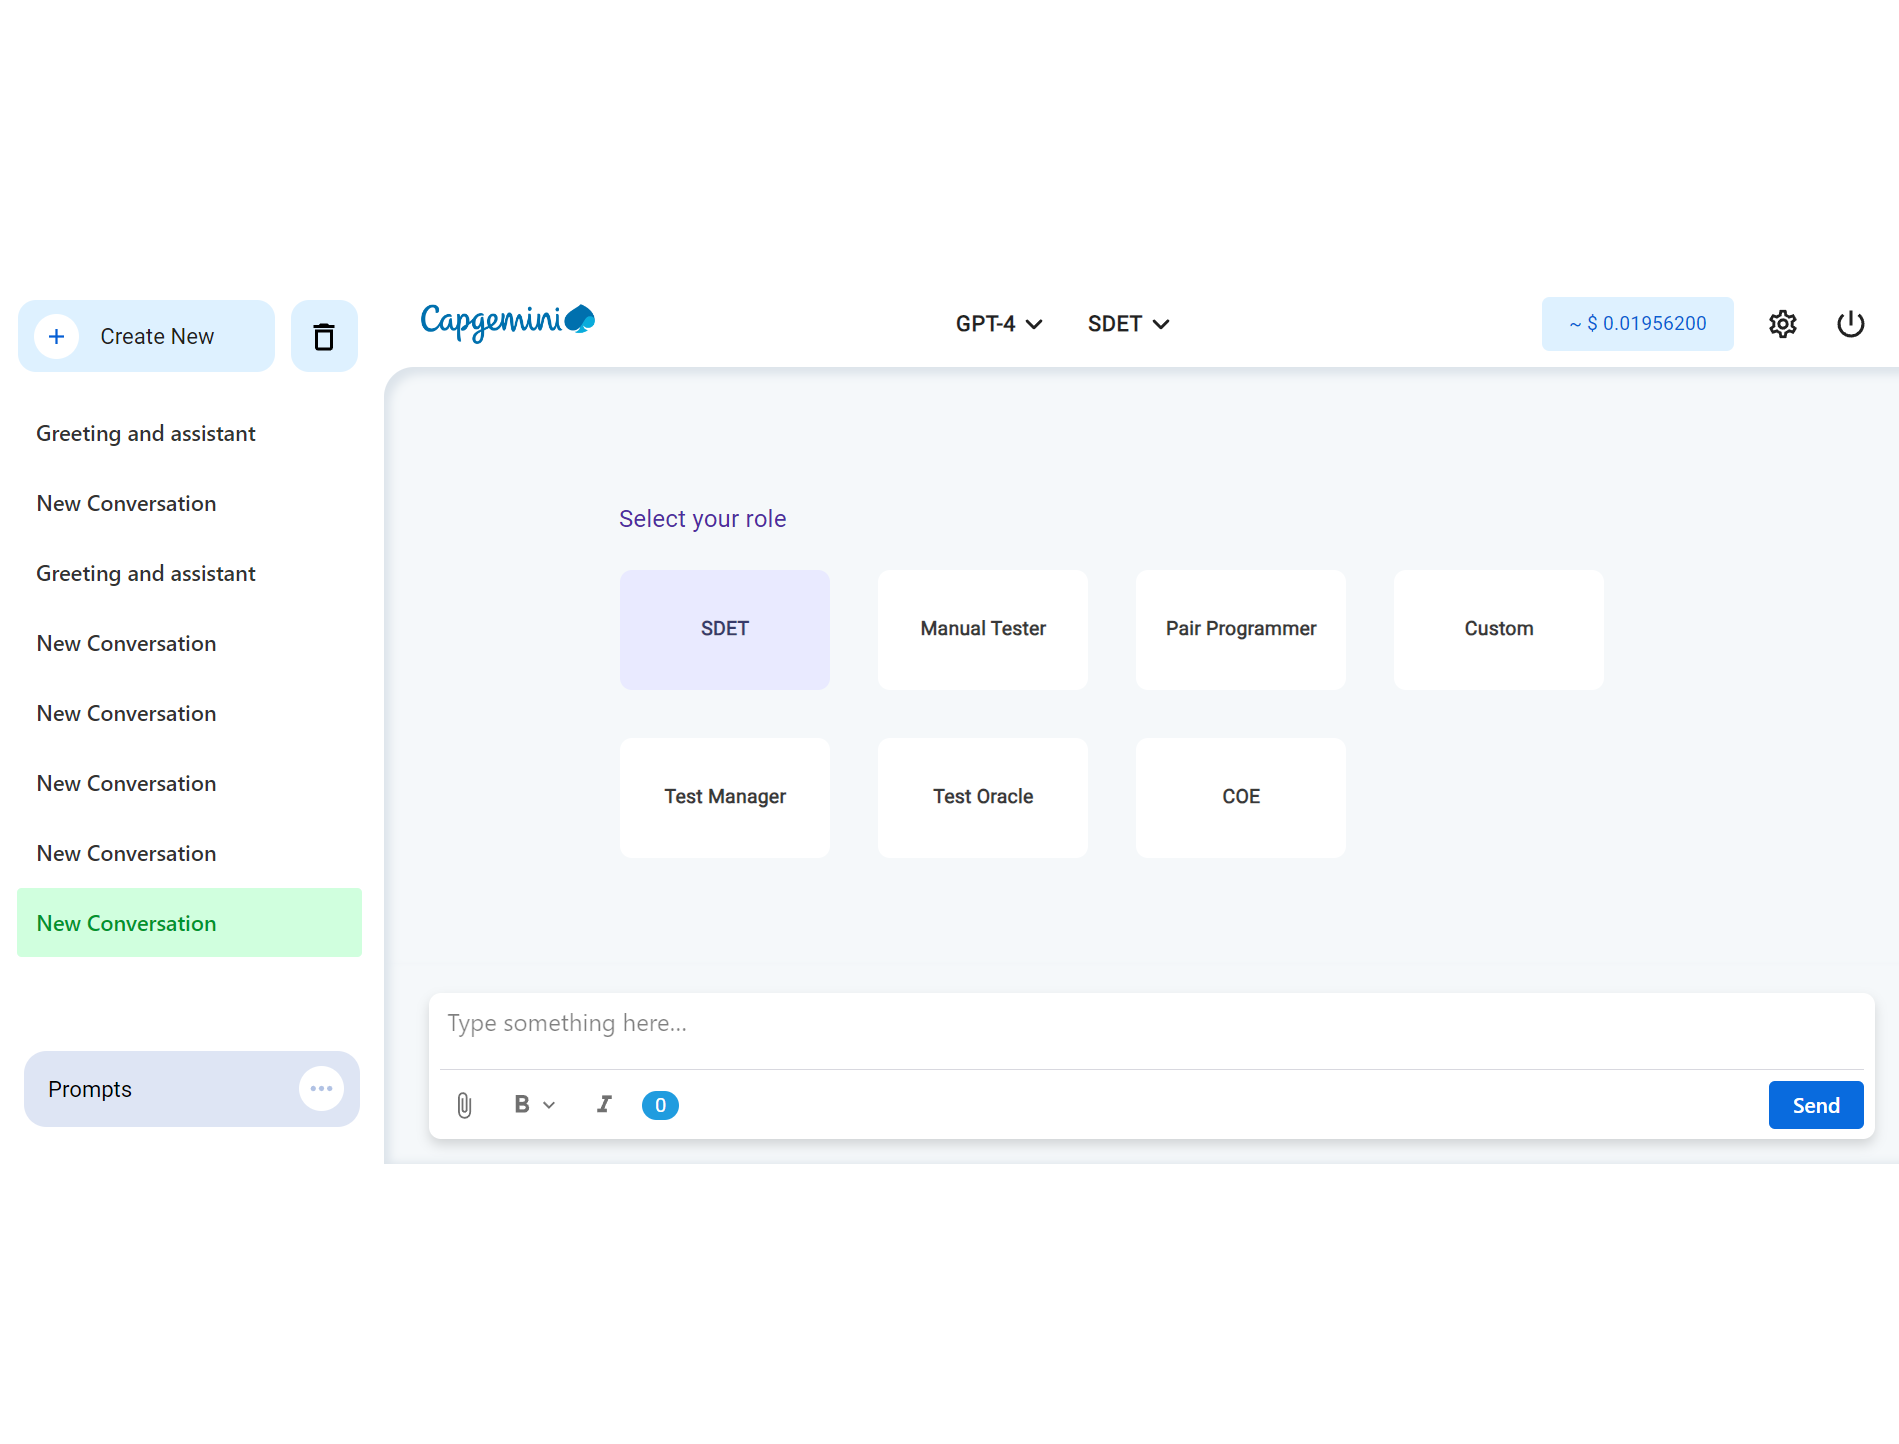 Create New
Greeting and assistant
New Conversation
Greeting and assistant
New Conversation
New Conversation
New Conversation
New Conversation
New Conversation
Prompts
Capgemini
GPT-4
SDET
~ $ 0.01956200
Select your role
SDET
Manual Tester
Pair Programmer
Custom
Test Manager
Test Oracle
COE
Type something here...
B
I
0
Send